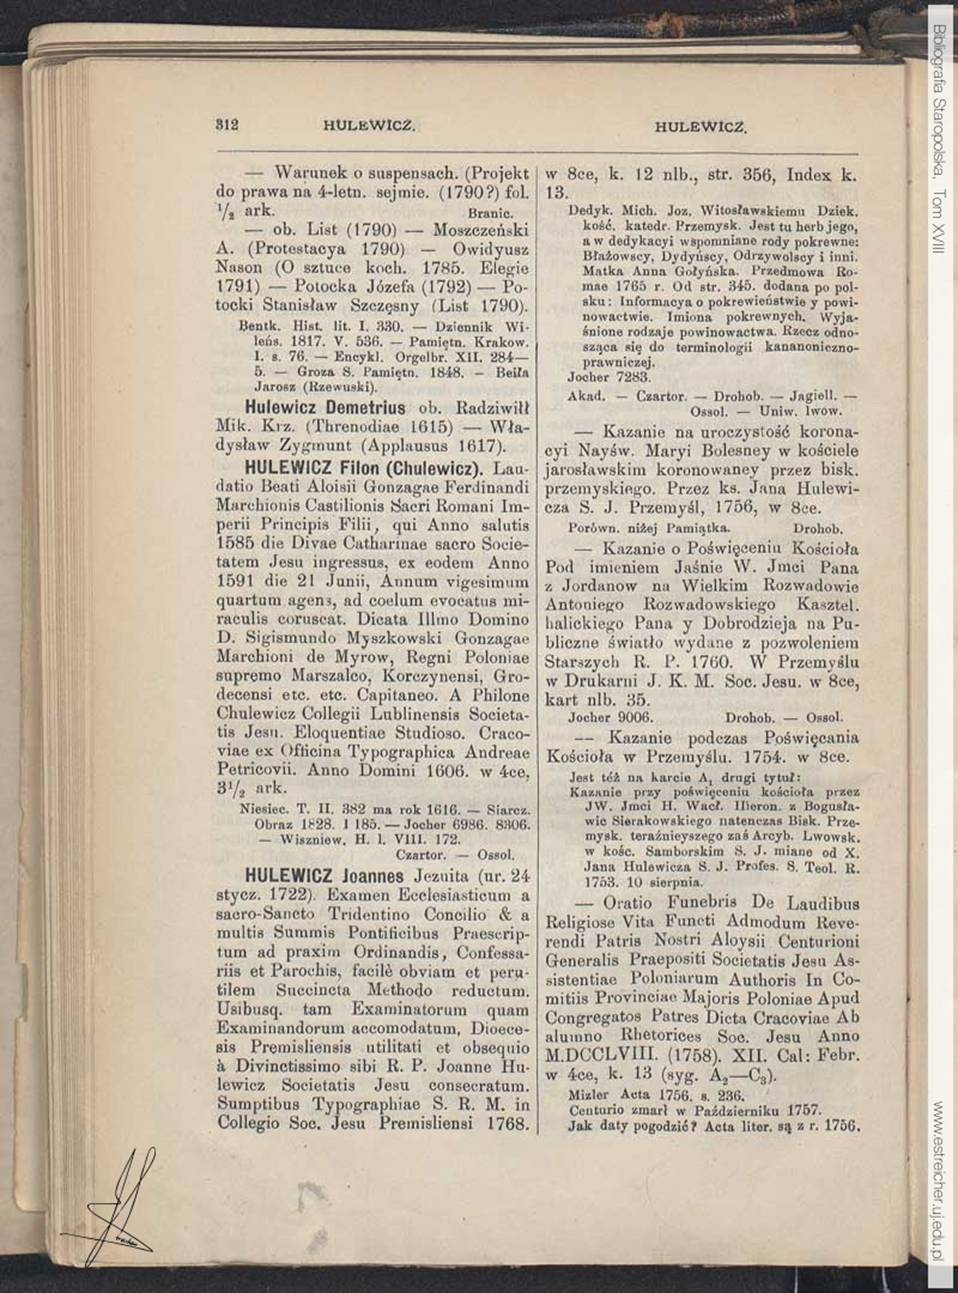 312 HULEWICZ. HULEWICZ.
— Warunek o suspensach. (Projekt
do prawa na 4-letn. sejmie. (1790?) fol.
1/2 ark. Branic.
— ob. List (1790) — Moszczeński
A. (Protestacya 1790) — Owidyusz
Nason (O sztuce koch. 1785. Elegie
1791) — Potocka Józefa (1792) — Po-
tocki Stanisław Szczęsny (List 1790).
Bentk. Hist. lit. I. 330. — Dziennik Wi-
leńs. 1817. V. 536. — Pamiętn. Krakow.
I. s. 76. — Encykl. Orgelbr. XII. 284—
5. — Groza S. Pamiętn. 1848. — Beiła
Jarosz (Rzewuski).
Hulewicz Demetrius ob. Radziwiłł
Mik. Krz. (Threnodiae 1615) — Wła-
dysław Zygmunt (Applausus 1617).
HULEWICZ Filon (Chulewicz). Lau-
datio Beati Aloisii Gonzagae Ferdinandi
Marchionis Castilionis Sacri Romani Im-
perii Principis Filii, qui Anno salutis
1585 die Divae Catharinae sacro Socie-
tatem Jesu ingressus, ex eodem Anno
1591 die 21 Junii, Annum vigesimum
quartum agens, ad coelum evocatus mi-
raculis coruscat. Dicata Illmo Domino
D. Sigismundo Myszkowski Gonzagae
Marchioni de Myrow, Regni Poloniae
supremo Marszalco, Korczynensi, Gro-
decensi etc. etc. Capitaneo. A Philone
Chulewicz Collegii Lublinensis Societa-
tis Jesu. Eloquentiae Studioso. Craco-
viae ex Officina Typographica Andreae
Petricovii. Anno Domini 1606. w 4ce,
3 1/2 ark.
Niesiec. T. II. 382 ma rok 1616. — Siarcz.
Obraz 1828. I 185. — Jocher 6986. 8306.
— Wiszniew. H. l. VIII. 172.
Czartor. — Ossol.
HULEWICZ Joannes Jezuita (ur. 24
stycz. 1722). Examen Ecclesiasticum a
sacro-Sancto Tridentino Concilio & a
multis Summis Pontificibus Praescrip-
tum ad praxim Ordinandis, Confessa-
riis et Parochis, facilè obviam et peru-
tilem Succincta Methodo reductum.
Usibusq. tam Examinatorum quam
Examinandorum accomodatum, Dioece-
sis Premisliensis utilitati et obsequio
à Divinctissimo sibi R. P. Joanne Hu-
lewicz Societatis Jesu consecratum.
Sumptibus Typographiae S. R. M. in
Collegio Soc. Jesu Premisliensi 1768.
w 8ce, k. 12 nlb., str. 356, Index k.
13.
Dedyk. Mich. Joz. Witosławskiemu Dziek.
kość. katedr. Przemysk. Jest tu herb jego,
a w dedykacyi wspomniane rody pokrewne:
Błażowscy, Dydyńscy, Odrzywolscy i inni.
Matka Anna Gołyńska. Przedmowa Ro-
mae 1765 r. Od str. 345. dodana po pol-
sku: Informacya o pokrewieństwie y powi-
nowactwie. Imiona pokrewnych. Wyja-
śnione rodzaje powinowactwa. Rzecz odno-
sząca się do terminologii kananoniczno-
prawniczej.
Jocher 7283.
Akad. — Czartor. — Drohob. — Jagiell. —
Ossol. — Uniw. lwow.
— Kazanie na uroczystość korona-
cyi Nayśw. Maryi Bolesney w kościele
jarosławskim koronowaney przez bisk.
przemyskiego. Przez ks. Jana Hulewi-
cza S. J. Przemyśl, 1756, w 8ce.
Porówn. niżej Pamiątka. Drohob.
— Kazanie o Poświęceniu Kościoła
Pod imieniem Jaśnie W. Jmci Pana
z Jordanow na Wielkim Rozwadowie
Antoniego Rozwadowskiego Kasztel.
halickiego Pana y Dobrodzieja na Pu-
bliczne światło wydane z pozwoleniem
Starszych R. P. 1760. W Przemyślu
w Drukarni J. K. M. Soc. Jesu. w 8ce,
kart nlb. 35.
Jocher 9006. Drohob. — Ossol.
— Kazanie podczas Poświęcania
Kościoła w Przemyślu. 1754. w 8ce.
Jest też na karcie A, drugi tytuł:
Kazanie przy poświęceniu kościoła przez
JW. Jmci H. Wacł. Hieron. z Bogusła-
wic Sierakowskiego natenczas Bisk. Prze-
mysk. teraźnieyszego zaś Arcyb. Lwowsk.
w kośc. Samborskim S. J. miane od X.
Jana Hulewicza S. J. Profes. S. Teol. R.
1753. 10 sierpnia.
— Oratio Funebris De Laudibus
Religiose Vita Functi Admodum Reve-
rendi Patris Nostri Aloysii Centurioni
Generalis Praepositi Societatis Jesu As-
sistentiae Poloniarum Authoris In Co-
mitiis Provinciae Majoris Poloniae Apud
Congregatos Patres Dicta Cracoviae Ab
alumno Rhetorices Soc. Jesu Anno
M.DCCLVIII. (1758). XII. Cal: Febr.
w 4ce, k. 13 (syg. A2—C3).
Mizler Acta 1756. s. 236.
Centurio zmarł w Październiku 1757.
Jak daty pogodzić? Acta liter. są z r. 1756.
Bibliografia Staropolska. Tom XVIII
www.estreicher.uj.edu.pl